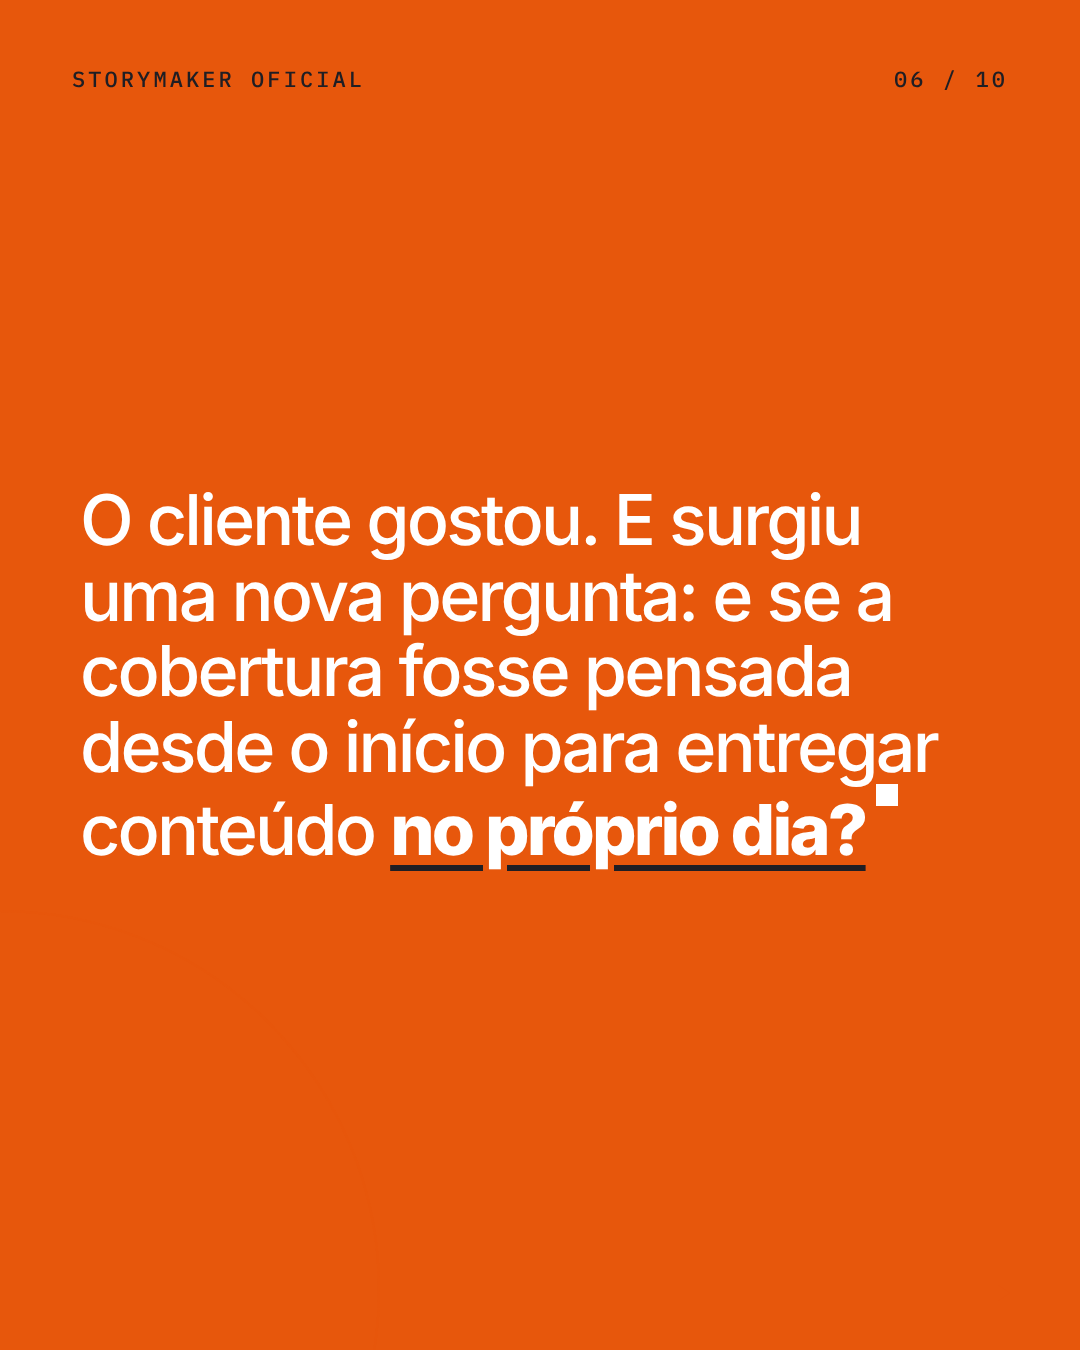 STORYMAKER OFICIAL
06 / 10
O cliente gostou. E surgiu
uma nova pergunta: e se a
cobertura fosse pensada
desde o início para entregar
conteúdo no próprio dia?